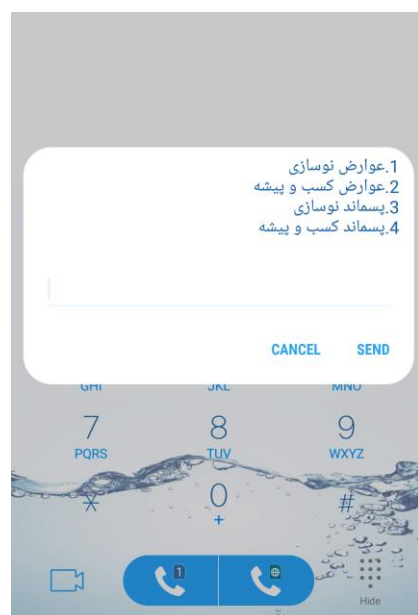 1.عوارض نوسازی
2.عوارض کسب و پیشه
3.پسماند نوسازی
4.پسماند کسب و پیشه
CANCEL SEND
GHI JKL MNO
7 8 9
PQRS TUV WXYZ
* 0 #
+
1
Hide